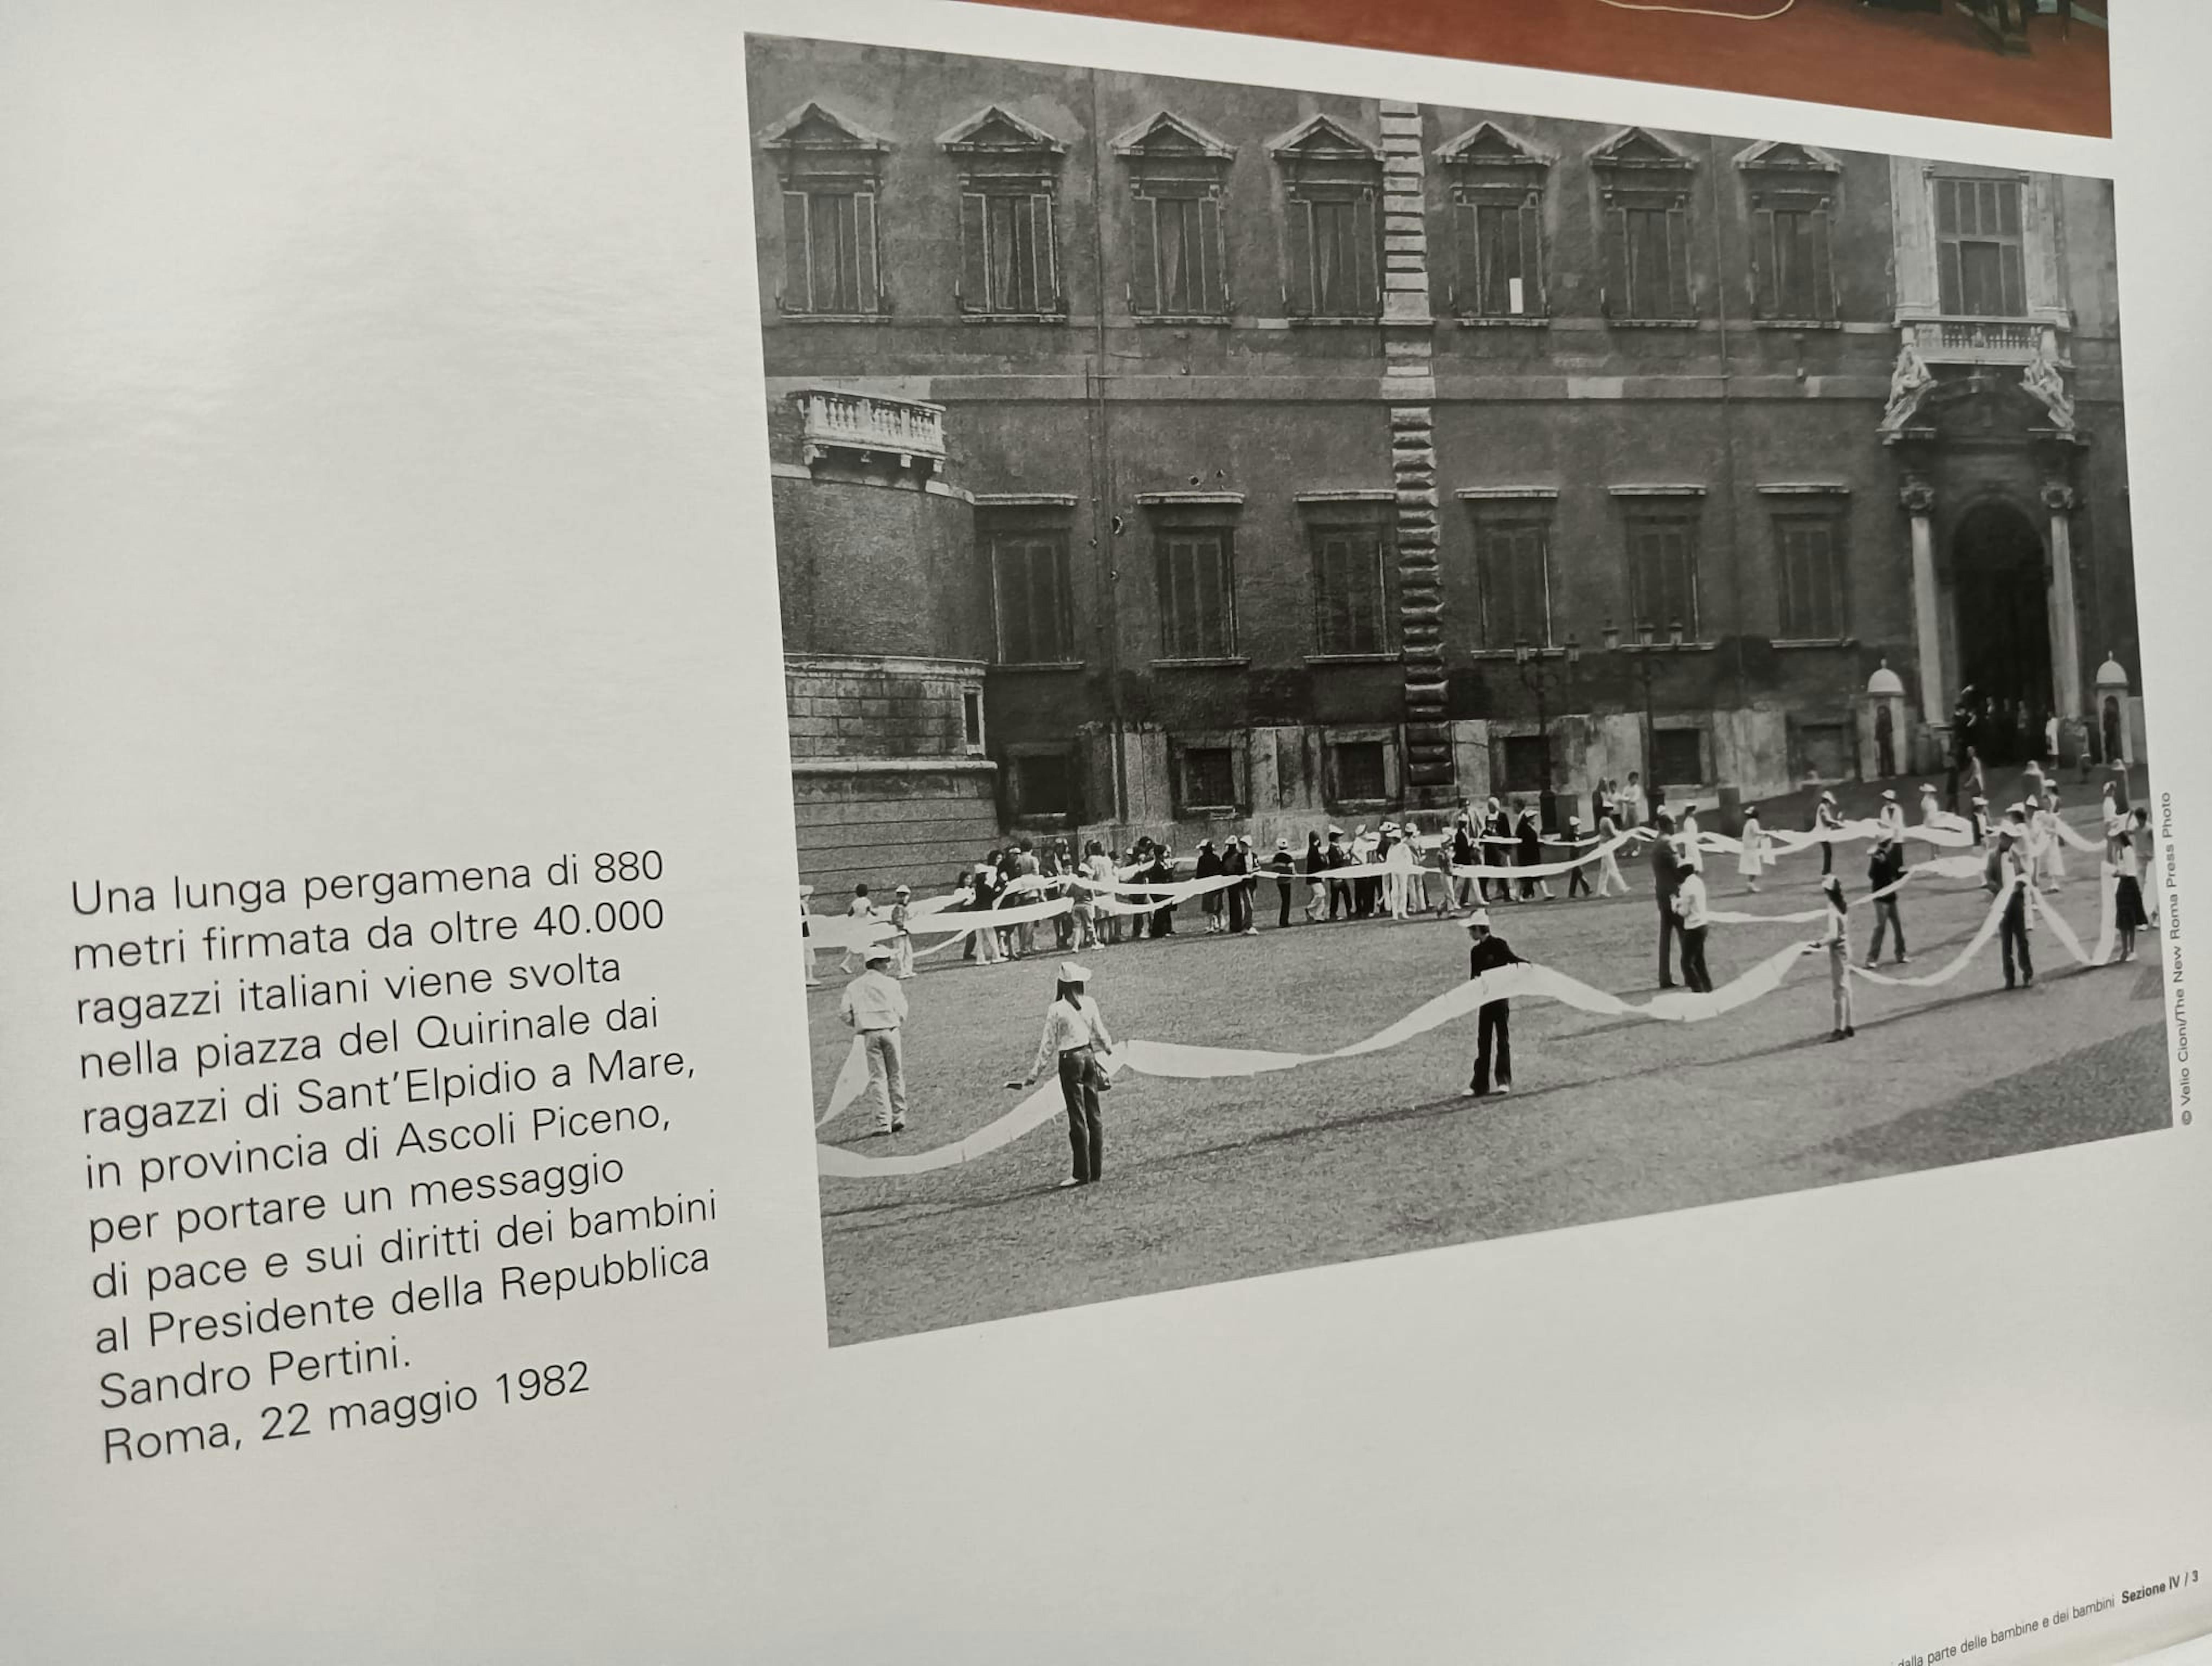 Una lunga pergamena di 880
metri firmata da oltre 40.000
ragazzi italiani viene svolta
nella piazza del Quirinale dai
ragazzi di Sant'Elpidio a Mare,
in provincia di Ascoli Piceno,
per portare un messaggio
di pace e sui diritti dei bambini
al Presidente della Repubblica
Sandro Pertini.
Roma, 22 maggio 1982
© Velio Cioni/The New Roma Press Photo
dalla parte delle bambine e dei bambini Sezione IV / 3